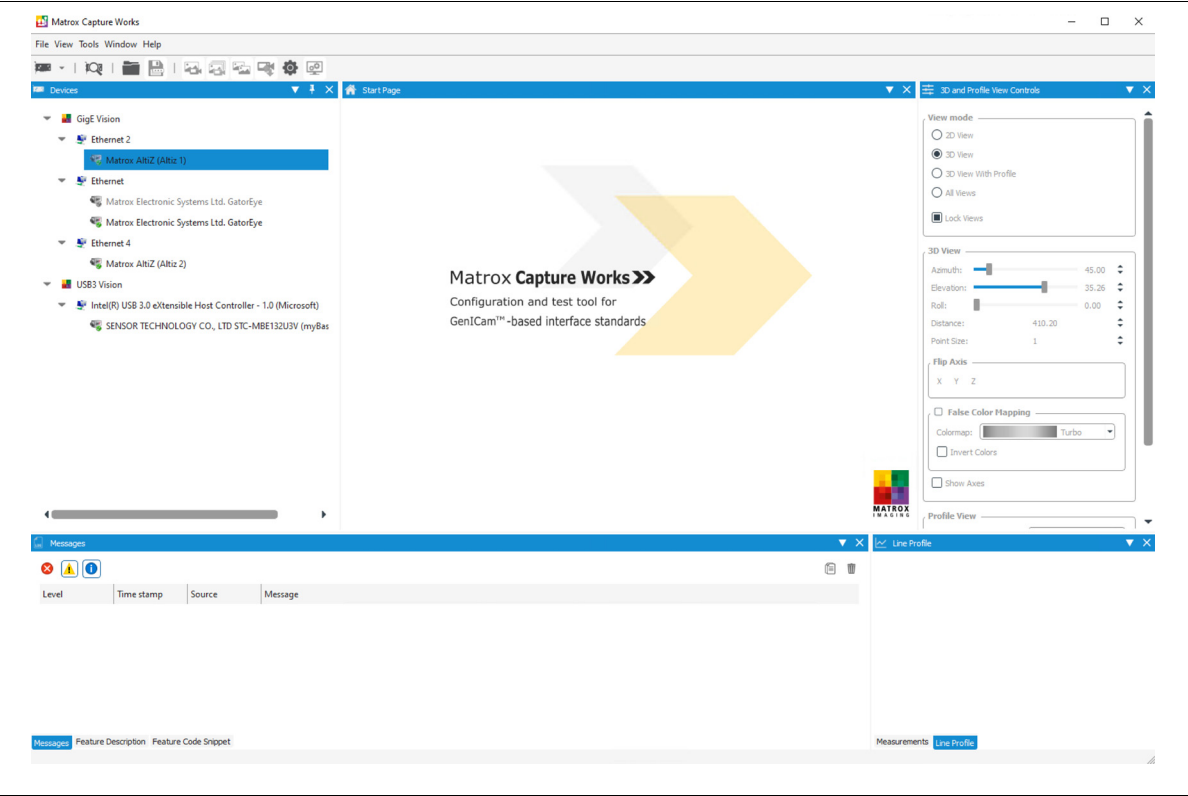 Matrox Capture Works
File View Tools Window Help
Devices
Start Page
3D and Profile View Controls
GigE Vision
Ethernet 2
Matrox AltiZ (Altiz 1)
Ethernet
Matrox Electronic Systems Ltd. GatorEye
Matrox Electronic Systems Ltd. GatorEye
Ethernet 4
Matrox AltiZ (Altiz 2)
USB3 Vision
Intel(R) USB 3.0 eXtensible Host Controller - 1.0 (Microsoft)
SENSOR TECHNOLOGY CO., LTD STC-MBE132U3V (myBas
Matrox Capture Works
Configuration and test tool for
GenICam™-based interface standards
MATROX
IMAGING
View mode
2D View
3D View
3D View With Profile
All Views
Lock Views
3D View
Azimuth: 45.00
Elevation: 35.26
Roll: 0.00
Distance: 410.20
Point Size: 1
Flip Axis
X Y Z
False Color Mapping
Colormap: Turbo
Invert Colors
Show Axes
Profile View
Messages
Line Profile
Level Time stamp Source Message
Messages Feature Description Feature Code Snippet
Measurements Line Profile